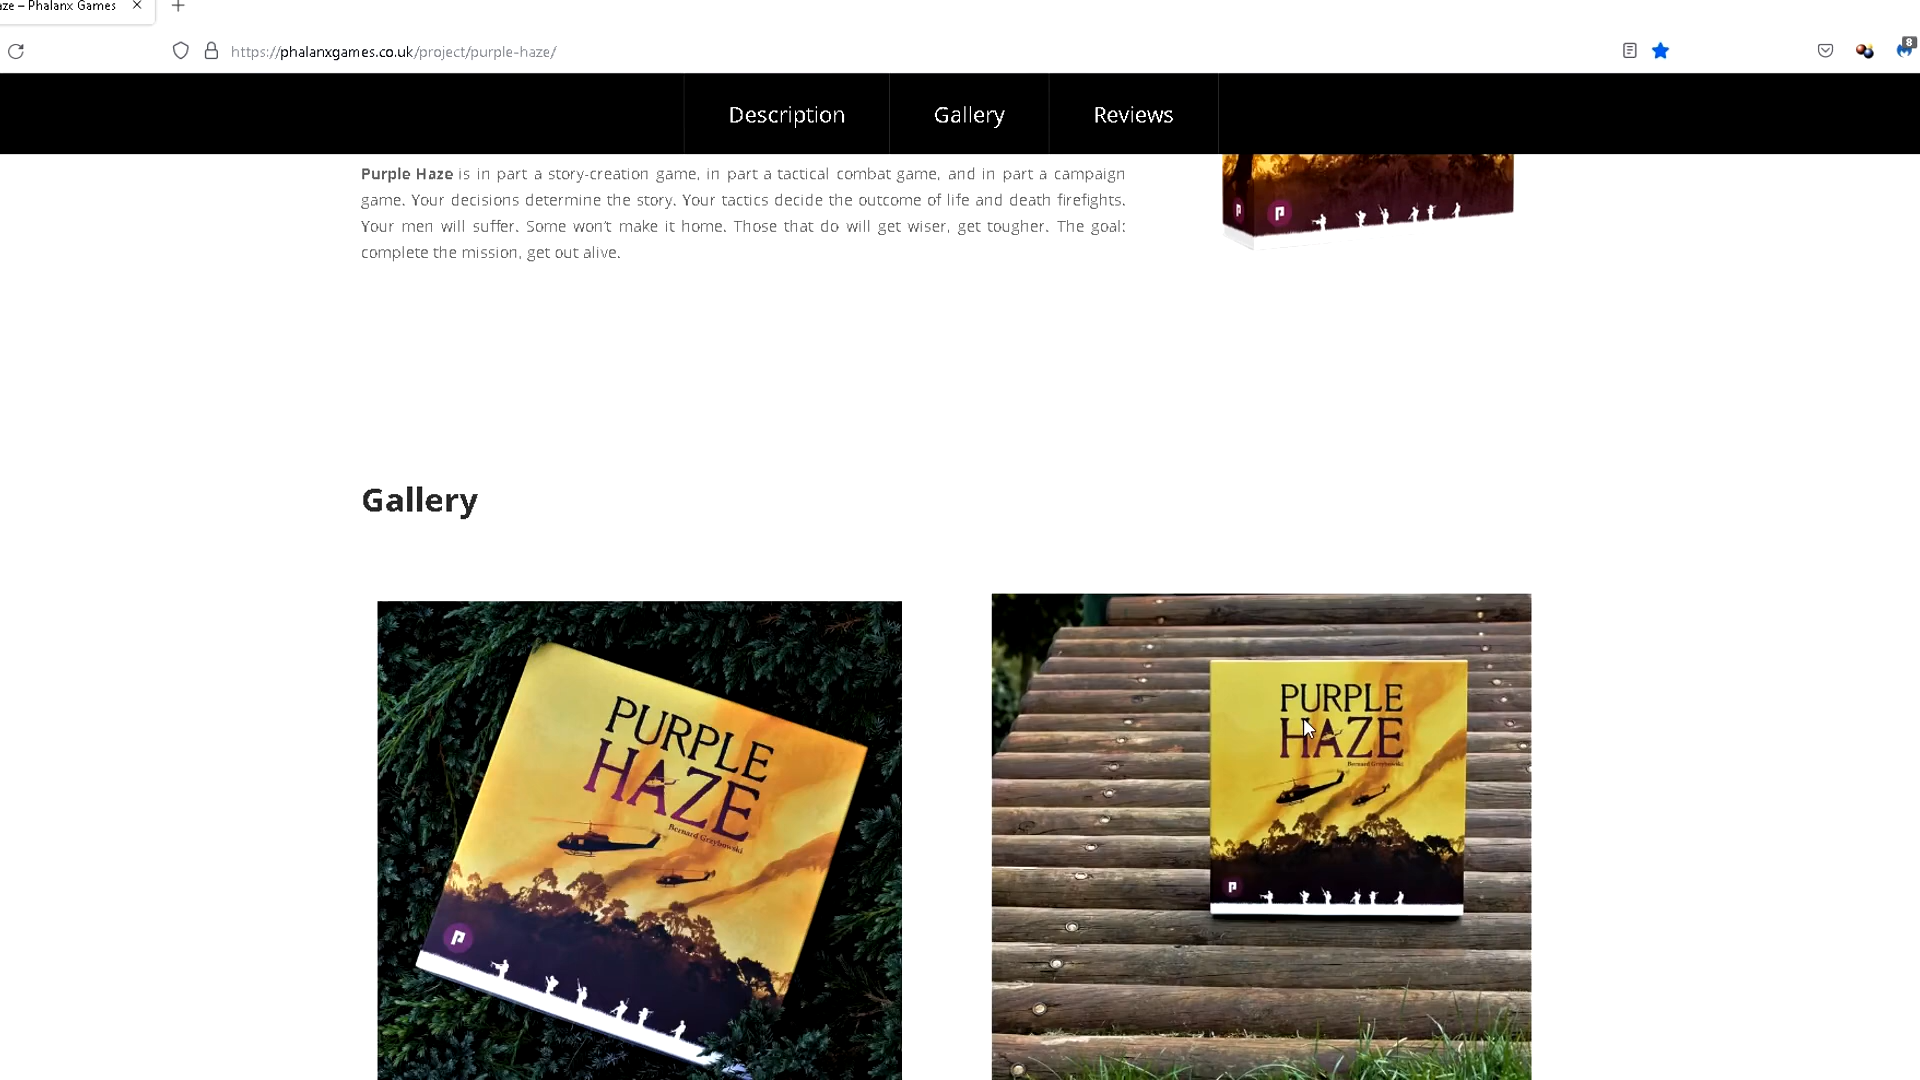 aze – Phalanx Games
8
https://phalanxgames.co.uk/project/purple-haze/
Description
Gallery
Reviews
Purple Haze is in part a story-creation game, in part a tactical combat game, and in part a campaign
game. Your decisions determine the story. Your tactics decide the outcome of life and death firefights.
Your men will suffer. Some won't make it home. Those that do will get wiser, get tougher. The goal:
complete the mission, get out alive.
P
P
Gallery
PURPLE
HAZE
Bernard Grzybowski
P
PURPLE
HAZE
Bernard Grzybowski
P